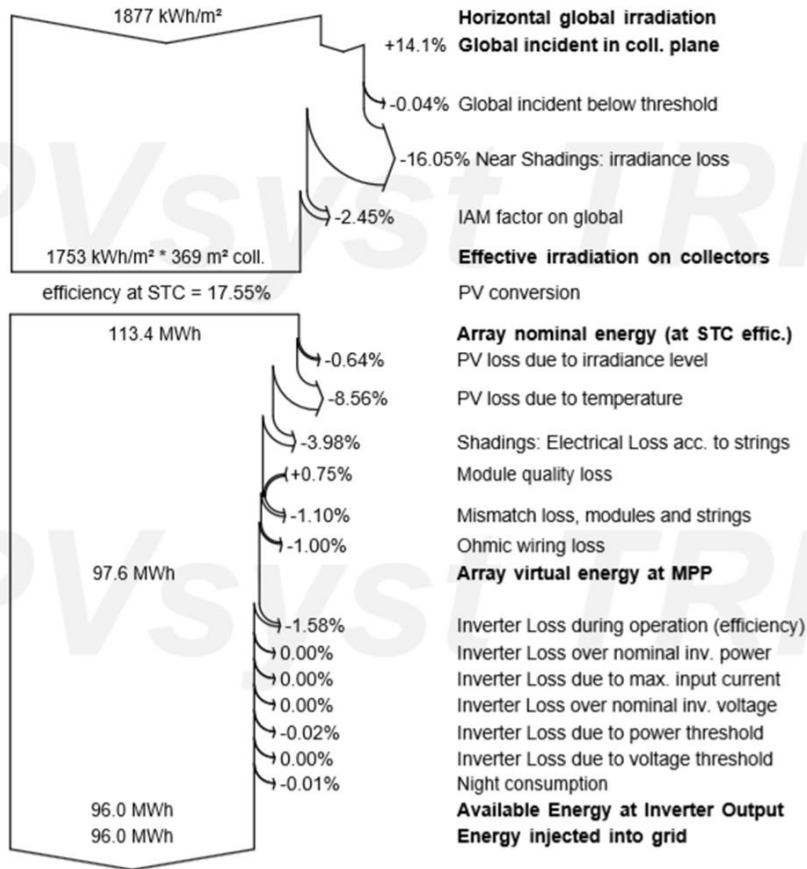 1877 kWh/m² Horizontal global irradiation
+14.1% Global incident in coll. plane
-0.04% Global incident below threshold
-16.05% Near Shadings: irradiance loss
-2.45% IAM factor on global
1753 kWh/m² * 369 m² coll. Effective irradiation on collectors
efficiency at STC = 17.55% PV conversion
113.4 MWh Array nominal energy (at STC effic.)
-0.64% PV loss due to irradiance level
-8.56% PV loss due to temperature
-3.98% Shadings: Electrical Loss acc. to strings
+0.75% Module quality loss
-1.10% Mismatch loss, modules and strings
-1.00% Ohmic wiring loss
97.6 MWh Array virtual energy at MPP
-1.58% Inverter Loss during operation (efficiency)
0.00% Inverter Loss over nominal inv. power
0.00% Inverter Loss due to max. input current
0.00% Inverter Loss over nominal inv. voltage
-0.02% Inverter Loss due to power threshold
0.00% Inverter Loss due to voltage threshold
-0.01% Night consumption
96.0 MWh Available Energy at Inverter Output
96.0 MWh Energy injected into grid
PVsyst TRI
PVsyst TRI